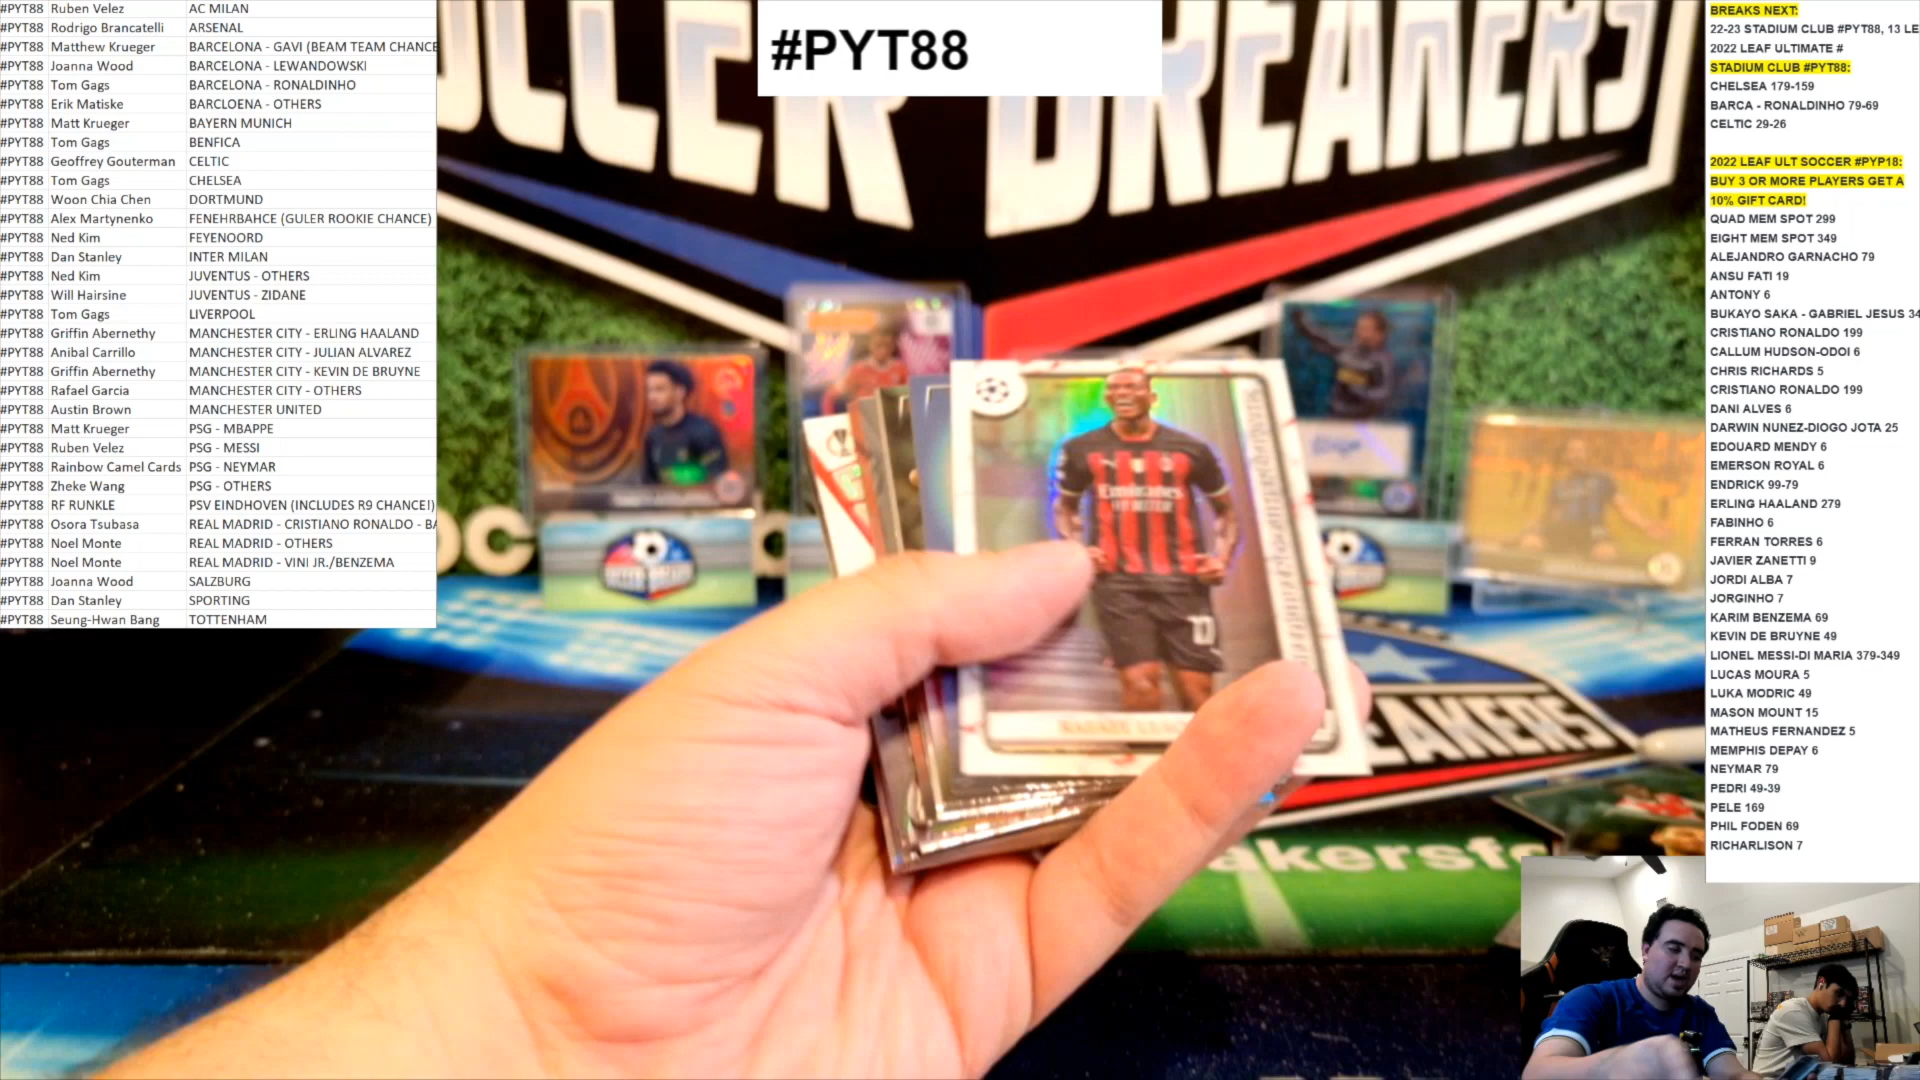 #PYT88 Ruben Velez AC MILAN
#PYT88 Rodrigo Brancatelli ARSENAL
#PYT88 Matthew Krueger BARCELONA - GAVI (BEAM TEAM CHANCE
#PYT88 Joanna Wood BARCELONA - LEWANDOWSKI
#PYT88 Tom Gags BARCELONA - RONALDINHO
#PYT88 Erik Matiske BARCLOENA - OTHERS
#PYT88 Matt Krueger BAYERN MUNICH
#PYT88 Tom Gags BENFICA
#PYT88 Geoffrey Gouterman CELTIC
#PYT88 Tom Gags CHELSEA
#PYT88 Woon Chia Chen DORTMUND
#PYT88 Alex Martynenko FENEHRBAHCE (GULER ROOKIE CHANCE)
#PYT88 Ned Kim FEYENOORD
#PYT88 Dan Stanley INTER MILAN
#PYT88 Ned Kim JUVENTUS - OTHERS
#PYT88 Will Hairsine JUVENTUS - ZIDANE
#PYT88 Tom Gags LIVERPOOL
#PYT88 Griffin Abernethy MANCHESTER CITY - ERLING HAALAND
#PYT88 Anibal Carrillo MANCHESTER CITY - JULIAN ALVAREZ
#PYT88 Griffin Abernethy MANCHESTER CITY - KEVIN DE BRUYNE
#PYT88 Rafael Garcia MANCHESTER CITY - OTHERS
#PYT88 Austin Brown MANCHESTER UNITED
#PYT88 Matt Krueger PSG - MBAPPE
#PYT88 Ruben Velez PSG - MESSI
#PYT88 Rainbow Camel Cards PSG - NEYMAR
#PYT88 Zheke Wang PSG - OTHERS
#PYT88 RF RUNKLE PSV EINDHOVEN (INCLUDES R9 CHANCE!)
#PYT88 Osora Tsubasa REAL MADRID - CRISTIANO RONALDO - BA
#PYT88 Noel Monte REAL MADRID - OTHERS
#PYT88 Noel Monte REAL MADRID - VINI JR./BENZEMA
#PYT88 Joanna Wood SALZBURG
#PYT88 Dan Stanley SPORTING
#PYT88 Seung-Hwan Bang TOTTENHAM
#PYT88
CCER BREAKERS
Emirates
EAKERS
akersfc
BREAKS NEXT:
22-23 STADIUM CLUB #PYT88, 13 LE
2022 LEAF ULTIMATE #
STADIUM CLUB #PYT88:
CHELSEA 179-159
BARCA - RONALDINHO 79-69
CELTIC 29-26
2022 LEAF ULT SOCCER #PYP18:
BUY 3 OR MORE PLAYERS GET A
10% GIFT CARD!
QUAD MEM SPOT 299
EIGHT MEM SPOT 349
ALEJANDRO GARNACHO 79
ANSU FATI 19
ANTONY 6
BUKAYO SAKA - GABRIEL JESUS 34
CRISTIANO RONALDO 199
CALLUM HUDSON-ODOI 6
CHRIS RICHARDS 5
CRISTIANO RONALDO 199
DANI ALVES 6
DARWIN NUNEZ-DIOGO JOTA 25
EDOUARD MENDY 6
EMERSON ROYAL 6
ENDRICK 99-79
ERLING HAALAND 279
FABINHO 6
FERRAN TORRES 6
JAVIER ZANETTI 9
JORDI ALBA 7
JORGINHO 7
KARIM BENZEMA 69
KEVIN DE BRUYNE 49
LIONEL MESSI-DI MARIA 379-349
LUCAS MOURA 5
LUKA MODRIC 49
MASON MOUNT 15
MATHEUS FERNANDEZ 5
MEMPHIS DEPAY 6
NEYMAR 79
PEDRI 49-39
PELE 169
PHIL FODEN 69
RICHARLISON 7